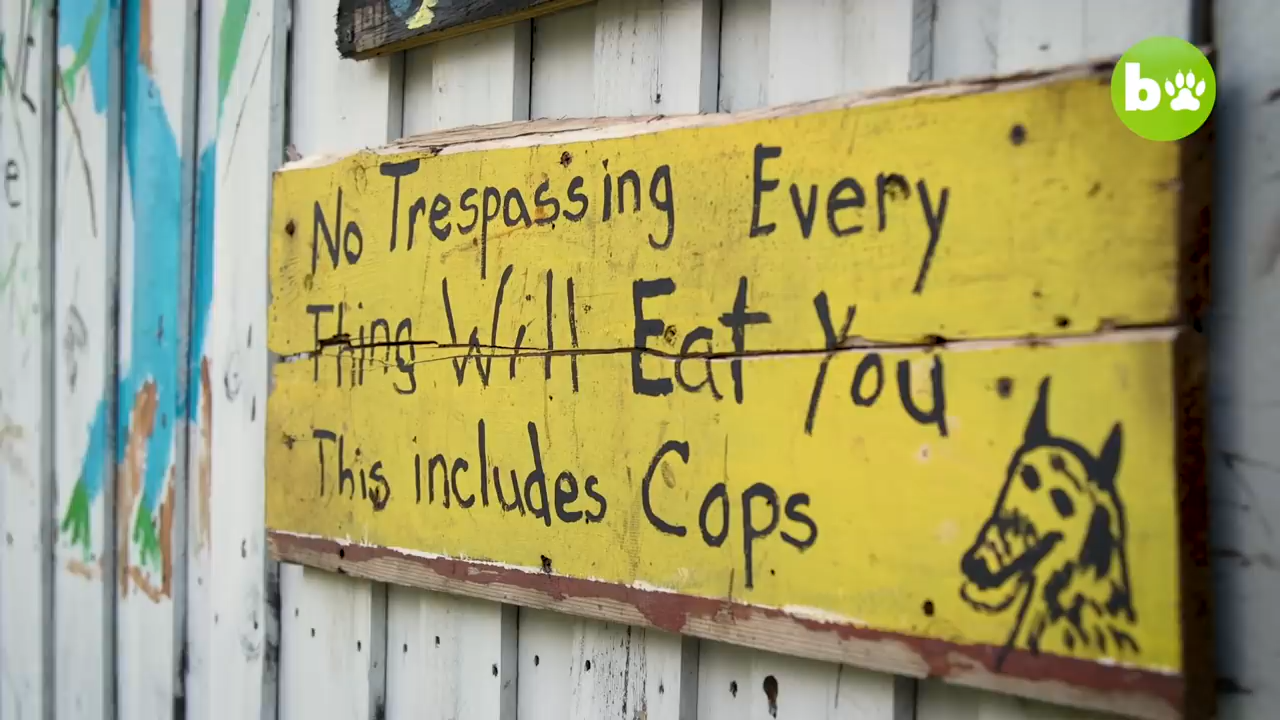 b
No Trespassing Every
Thing Will Eat You
This includes Cops